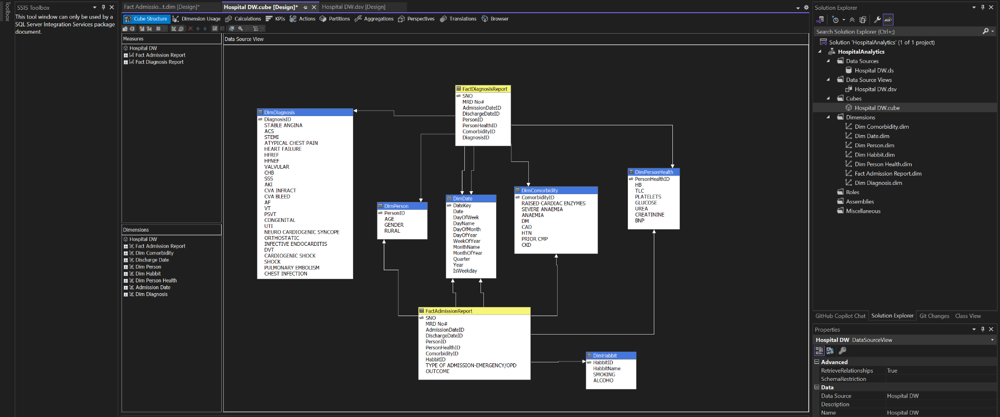 Toolbox
SSIS Toolbox
This tool window can only be used by a
SQL Server Integration Services package
document.
Fact Admissio...t.dim [Design]*
Hospital DW.cube [Design]*
Hospital DW.dsv [Design]
Cube Structure
Dimension Usage
Calculations
KPIs
Actions
Partitions
Aggregations
Perspectives
Translations
Browser
Measures
Hospital DW
Fact Admission Report
Fact Diagnosis Report
Dimensions
Hospital DW
Fact Admission Report
Dim Comorbidity
Discharge Date
Dim Person
Dim Habbit
Dim Person Health
Admission Date
Dim Diagnosis
Data Source View
FactDiagnosisReport
SNO
MRD No#
AdmissionDateID
DischargeDateID
PersonID
PersonHealthID
ComorbidityID
DiagnosisID
DimDiagnosis
DiagnosisID
STABLE ANGINA
ACS
STEMI
ATYPICAL CHEST PAIN
HEART FAILURE
HFREF
HFNEF
VALVULAR
CHB
SSS
AKI
CVA INFRACT
CVA BLEED
AF
VT
PSVT
CONGENITAL
UTI
NEURO CARDIOGENIC SYNCOPE
ORTHOSTATIC
INFECTIVE ENDOCARDITIS
DVT
CARDIOGENIC SHOCK
SHOCK
PULMONARY EMBOLISM
CHEST INFECTION
DimPerson
PersonID
AGE
GENDER
RURAL
DimDate
DateKey
Date
DayOfWeek
DayName
DayOfMonth
DayOfYear
WeekOfYear
MonthName
MonthOfYear
Quarter
Year
IsWeekday
DimComorbidity
ComorbidityID
RAISED CARDIAC ENZYMES
SEVERE ANAEMIA
ANAEMIA
DM
CAD
HTN
PRIOR CMP
CKD
DimPersonHealth
PersonHealthID
HB
TLC
PLATELETS
GLUCOSE
UREA
CREATININE
BNP
FactAdmissionReport
SNO
MRD No#
AdmissionDateID
DischargeDateID
PersonID
PersonHealthID
ComorbidityID
HabbitID
TYPE OF ADMISSION-EMERGENCY/OPD
OUTCOME
DimHabbit
HabbitID
HabbitName
SMOKING
ALCOHO
Solution Explorer
Search Solution Explorer (Ctrl+;)
Solution 'HospitalAnalytics' (1 of 1 project)
HospitalAnalytics
Data Sources
Hospital DW.ds
Data Source Views
Hospital DW.dsv
Cubes
Hospital DW.cube
Dimensions
Dim Comorbidity.dim
Dim Date.dim
Dim Person.dim
Dim Habbit.dim
Dim Person Health.dim
Fact Admission Report.dim
Dim Diagnosis.dim
Roles
Assemblies
Miscellaneous
GitHub Copilot Chat
Solution Explorer
Git Changes
Class View
Properties
Hospital DW DataSourceView
Advanced
RetrieveRelationships True
SchemaRestriction
Data
Data Source Hospital DW
Description
Name Hospital DW